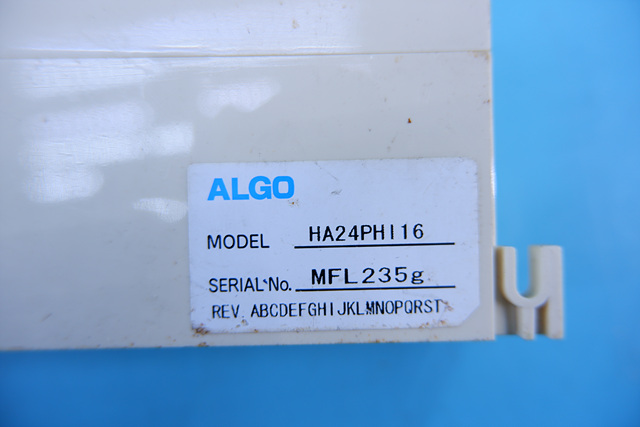 ALGO
MODEL HA24PHI16
SERIAL No. MFL235g
REV. ABCDEFGHIJKLMNOPQRST